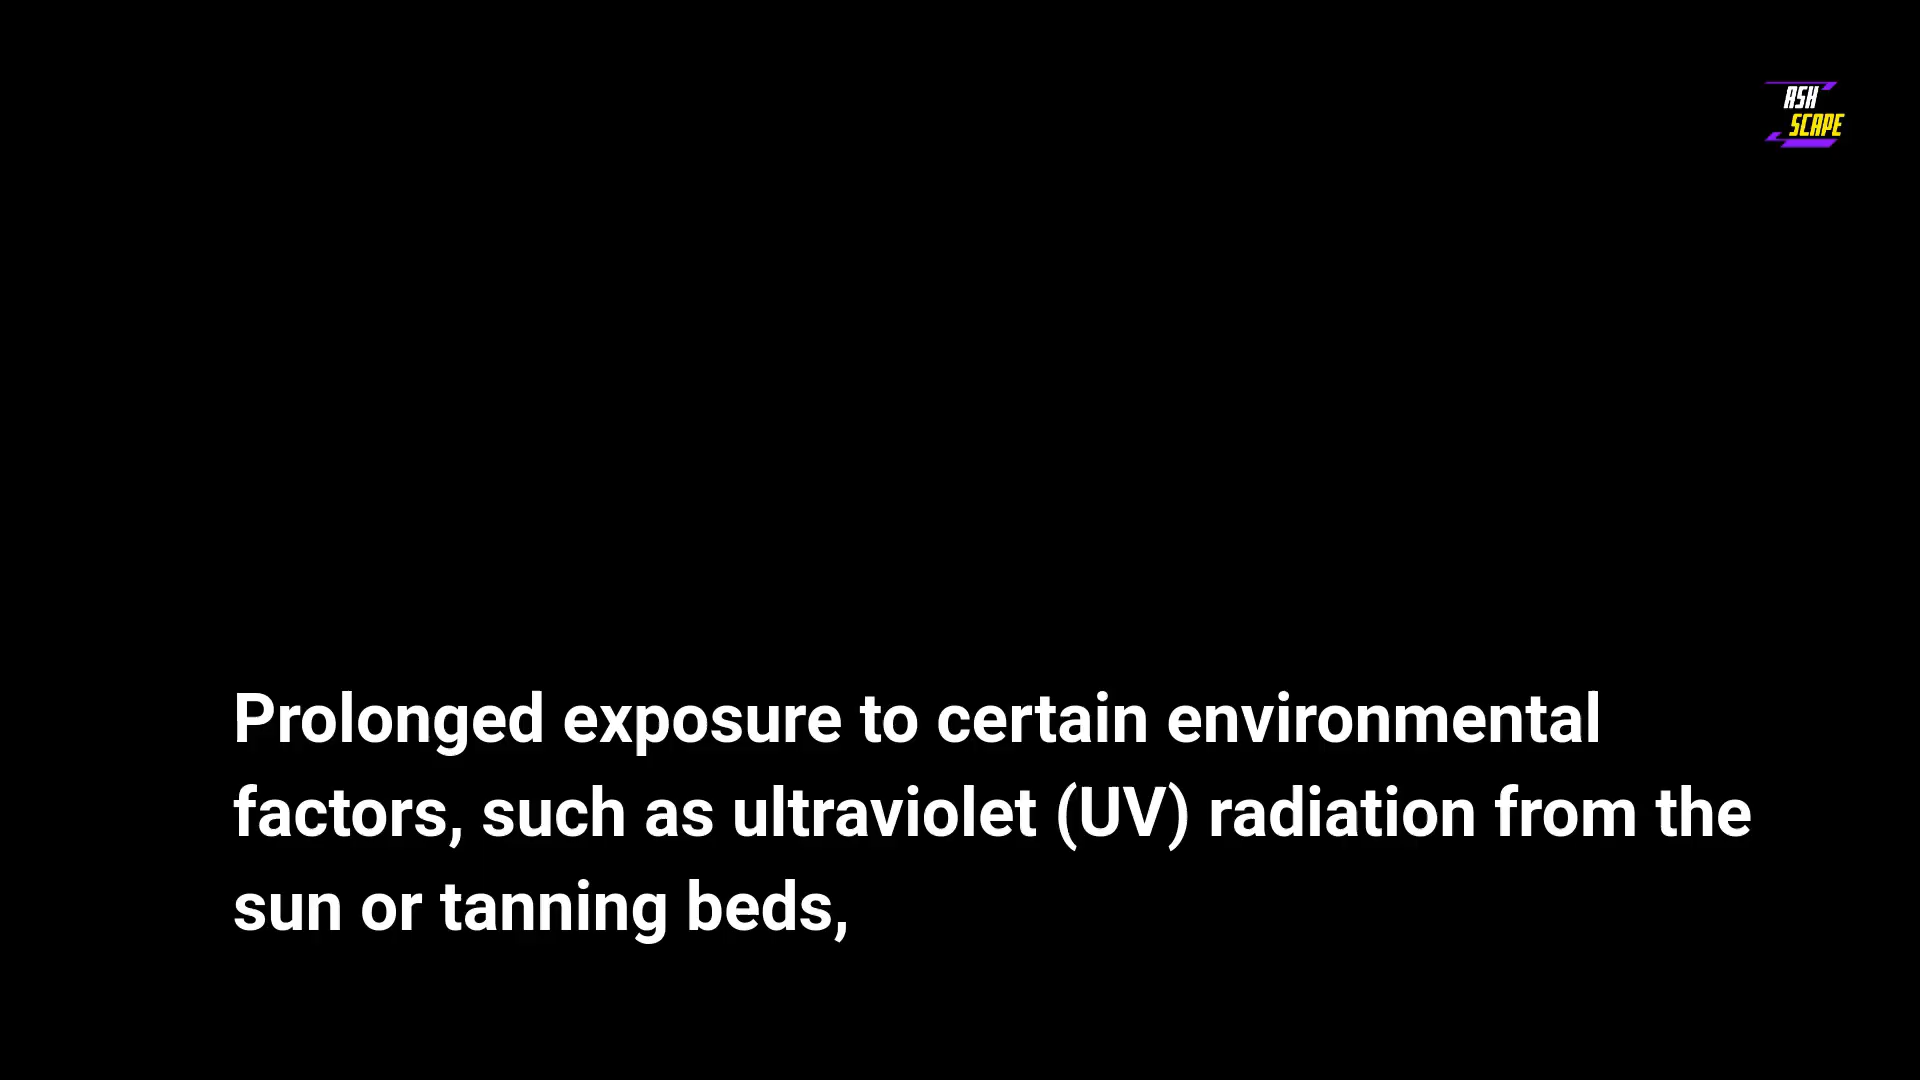 ASH
SCAPE
Prolonged exposure to certain environmental
factors, such as ultraviolet (UV) radiation from the
sun or tanning beds,